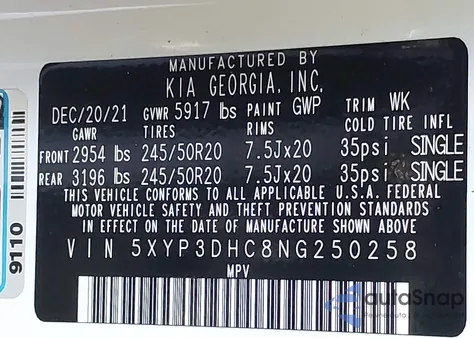 MANUFACTURED BY
KIA GEORGIA, INC.
DEC/20/21 GVWR 5917 lbs PAINT GWP TRIM WK
GAWR TIRES RIMS COLD TIRE INFL
FRONT 2954 lbs 245/50R20 7.5Jx20 35psi SINGLE
REAR 3196 lbs 245/50R20 7.5Jx20 35psi SINGLE
THIS VEHICLE CONFORMS TO ALL APPLICABLE U.S.A. FEDERAL
MOTOR VEHICLE SAFETY AND THEFT PREVENTION STANDARDS
IN EFFECT ON THE DATE OF MANUFACTURE SHOWN ABOVE
VIN 5XYP3DHC8NG250258
MPV
9110
autoSnap